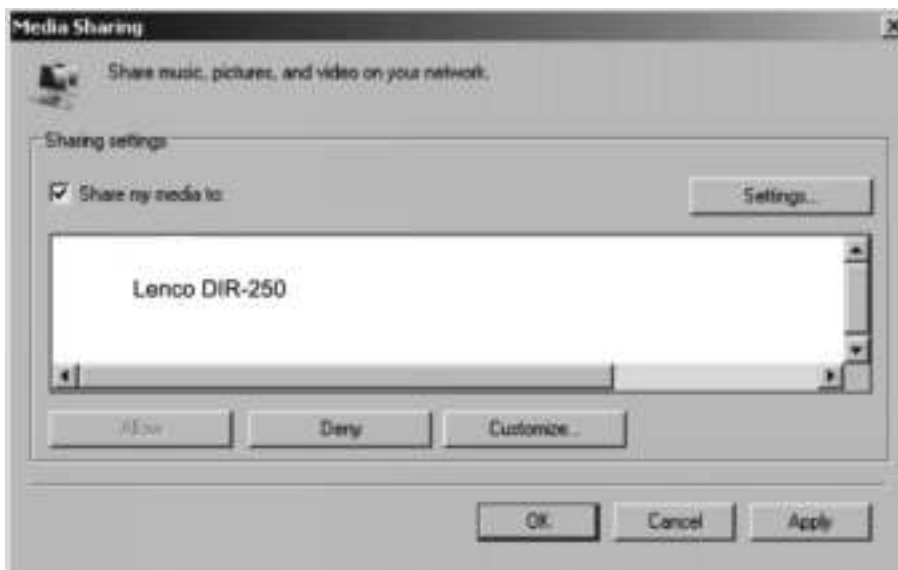 Media Sharing
Share music, pictures, and video on your network.
Sharing settings
Share my media to:
Settings...
Lenco DIR-250
Allow
Deny
Customize...
OK
Cancel
Apply